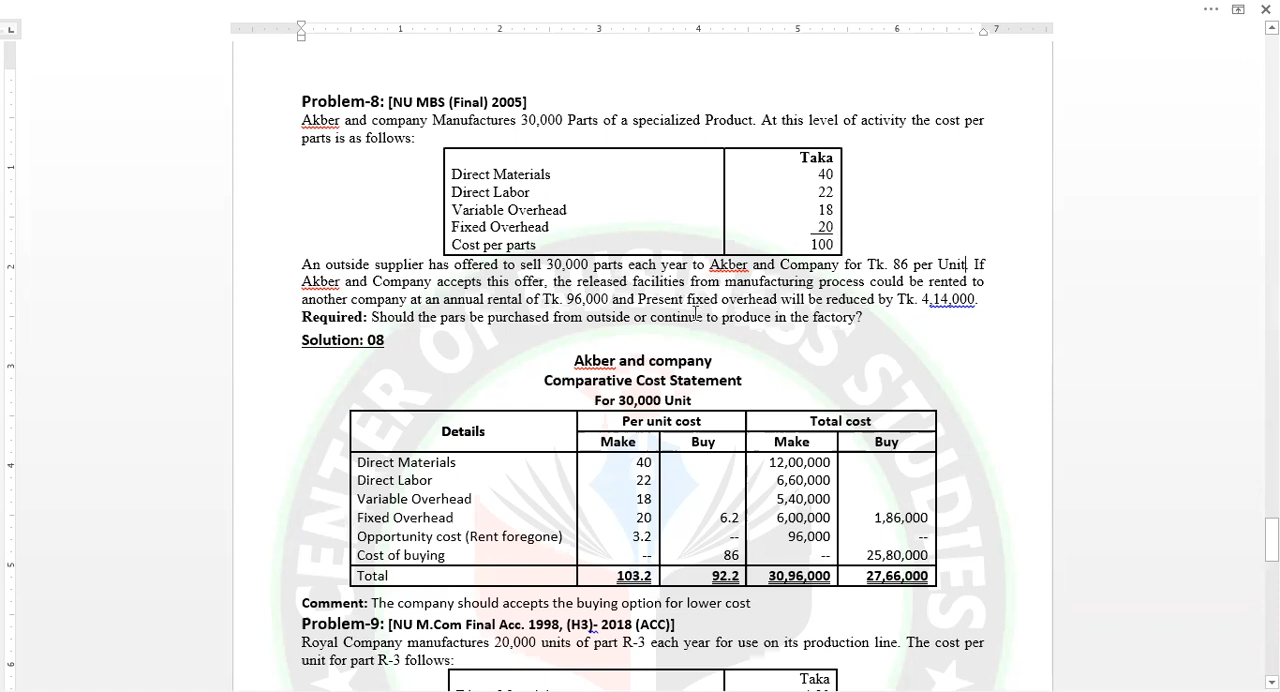 1 2 3 4 5 6 7
Problem-8: [NU MBS (Final) 2005]
Akber and company Manufactures 30,000 Parts of a specialized Product. At this level of activity the cost per
parts is as follows:
Taka
Direct Materials 40
Direct Labor 22
Variable Overhead 18
Fixed Overhead 20
Cost per parts 100
An outside supplier has offered to sell 30,000 parts each year to Akber and Company for Tk. 86 per Unit. If
Akber and Company accepts this offer, the released facilities from manufacturing process could be rented to
another company at an annual rental of Tk. 96,000 and Present fixed overhead will be reduced by Tk. 4,14,000.
Required: Should the pars be purchased from outside or continue to produce in the factory?
Solution: 08
Akber and company
Comparative Cost Statement
For 30,000 Unit
Details Per unit cost Total cost
Make Buy Make Buy
Direct Materials 40 12,00,000
Direct Labor 22 6,60,000
Variable Overhead 18 5,40,000
Fixed Overhead 20 6.2 6,00,000 1,86,000
Opportunity cost (Rent foregone) 3.2 -- 96,000 --
Cost of buying -- 86 -- 25,80,000
Total 103.2 92.2 30,96,000 27,66,000
Comment: The company should accepts the buying option for lower cost
Problem-9: [NU M.Com Final Acc. 1998, (H3)- 2018 (ACC)]
Royal Company manufactures 20,000 units of part R-3 each year for use on its production line. The cost per
unit for part R-3 follows:
Taka